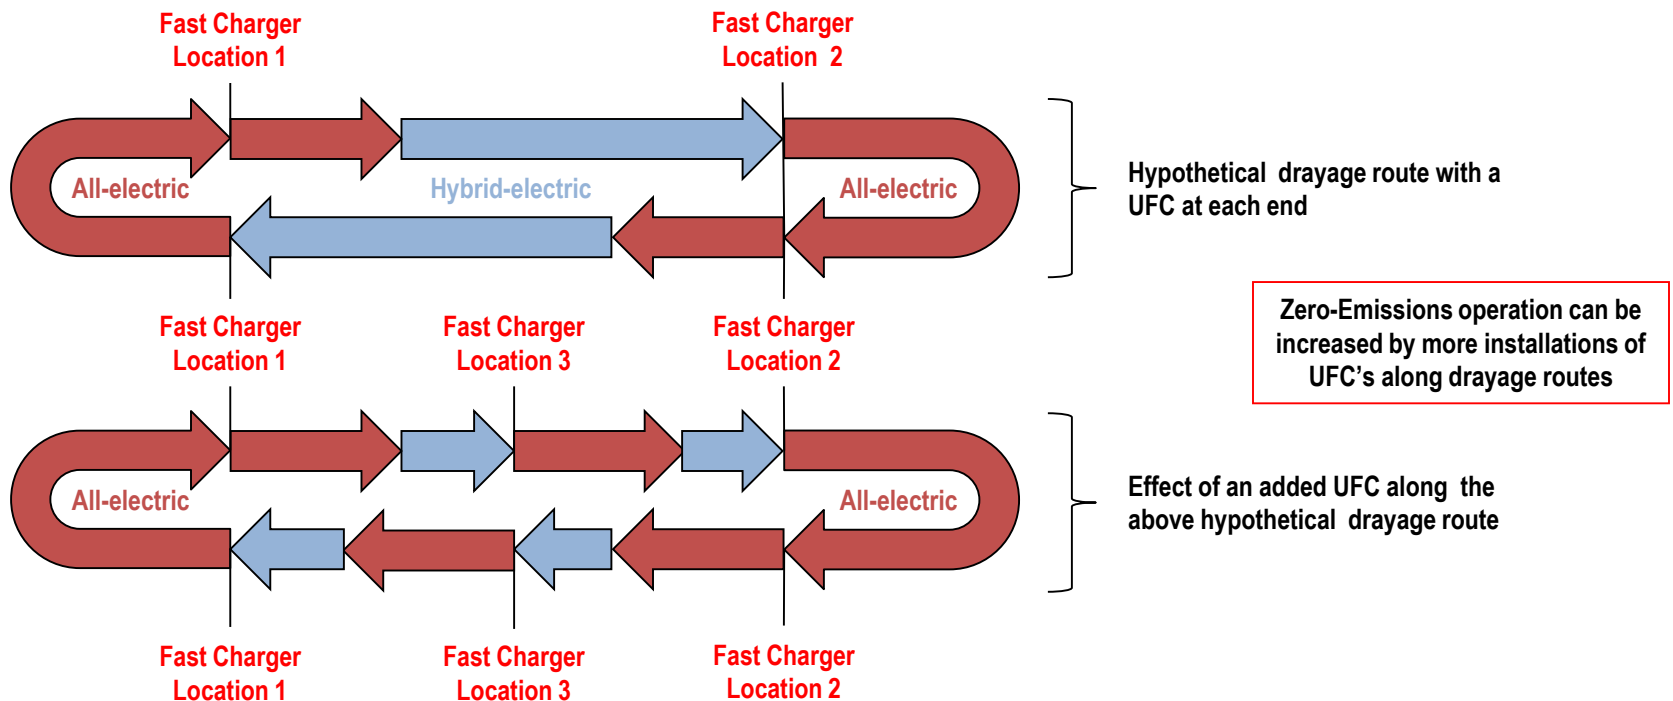 Fast Charger
Location 1
Fast Charger
Location  2
All-electric
Hybrid-electric
All-electric
Hypothetical  drayage route with a
UFC at each end
Zero-Emissions operation can be
increased by more installations of
UFC’s along drayage routes
Fast Charger
Location 1
Fast Charger
Location 3
Fast Charger
Location 2
All-electric
All-electric
Effect of an added UFC along  the
above hypothetical  drayage route
Fast Charger
Location 1
Fast Charger
Location 3
Fast Charger
Location 2